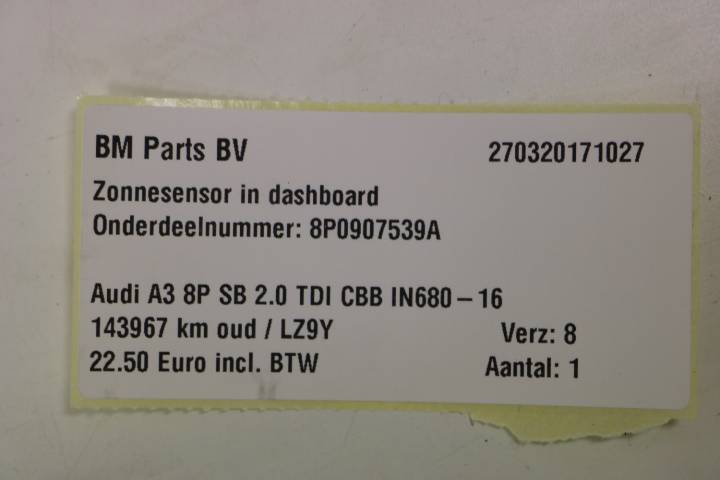 BM Parts BV 270320171027
Zonnesensor in dashboard
Onderdeelnummer: 8P0907539A
Audi A3 8P SB 2.0 TDI CBB IN680 – 16
143967 km oud / LZ9Y Verz: 8
22.50 Euro incl. BTW Aantal: 1